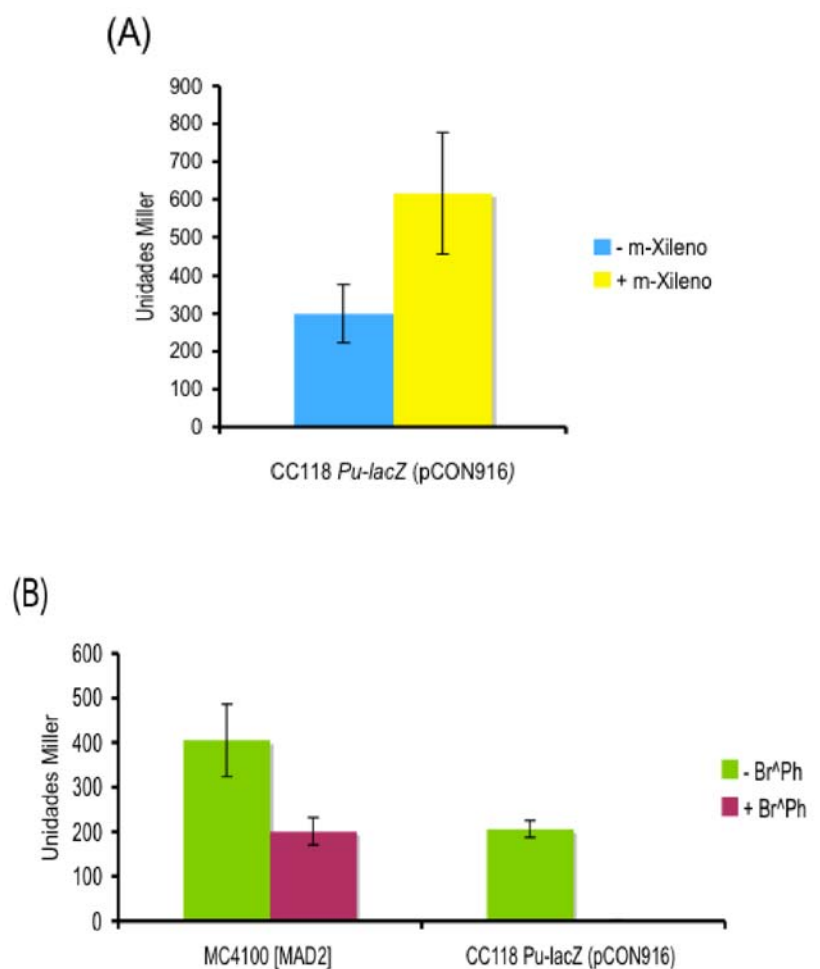 (A)
900
800
700
600
500
400
300
200
100
0
Unidades Miller
- m-Xileno
+ m-Xileno
CC118 Pu-lacZ (pCON916)
(B)
600
500
400
300
200
100
0
Unidades Miller
- Br^Ph
+ Br^Ph
MC4100 [MAD2]
CC118 Pu-lacZ (pCON916)